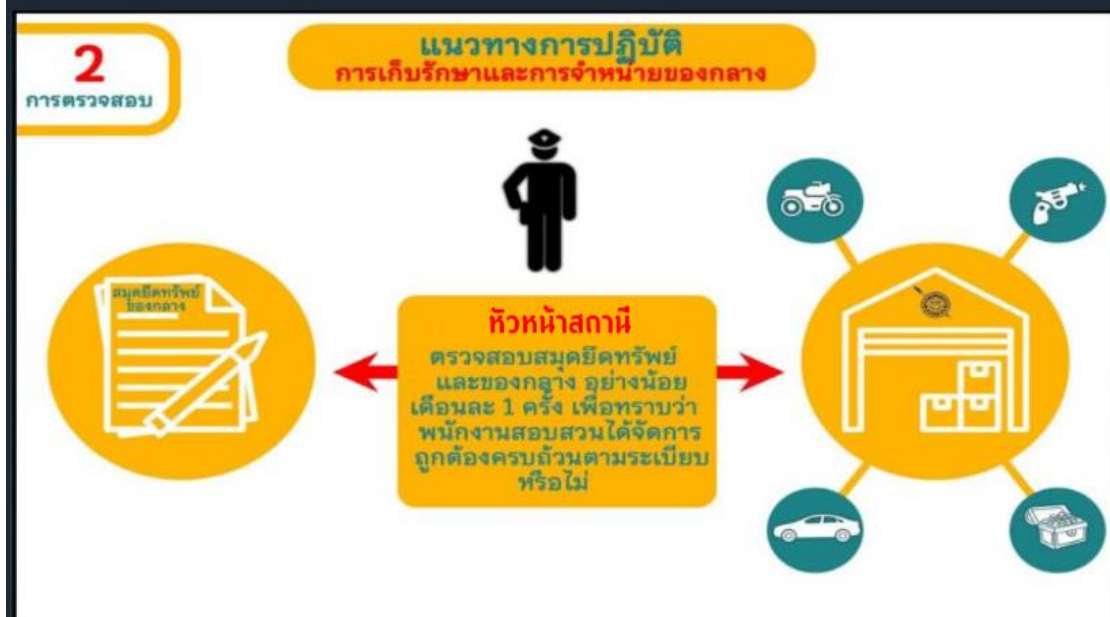 2
การตรวจสอบ
แนวทางการปฏิบัติ
การเก็บรักษาและการจำหน่ายของกลาง
สมุดยึดทรัพย์
ของกลาง
หัวหน้าสถานี
ตรวจสอบสมุดยึดทรัพย์
และของกลาง อย่างน้อย
เดือนละ 1 ครั้ง เพื่อทราบว่า
พนักงานสอบสวนได้จัดการ
ถูกต้องครบถ้วนตามระเบียบ
หรือไม่